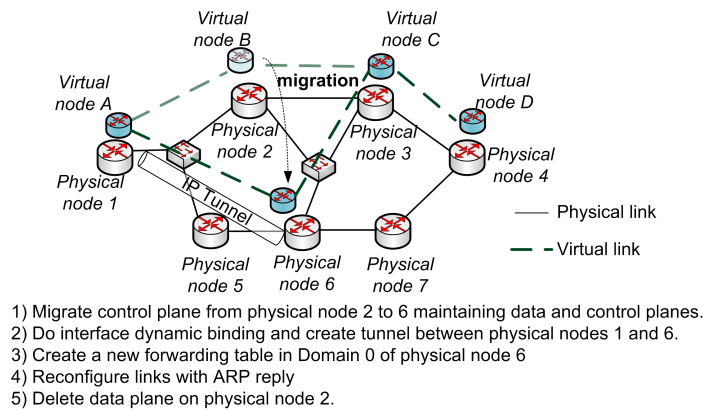 Virtual
node B
Virtual
node C
Virtual
node A
migration
Virtual
node D
Physical
node 2
Physical
node 3
Physical
node 1
Physical
node 4
IP Tunnel
Physical
node 5
Physical
node 6
Physical
node 7
Physical link
Virtual link
1) Migrate control plane from physical node 2 to 6 maintaining data and control planes.
2) Do interface dynamic binding and create tunnel between physical nodes 1 and 6.
3) Create a new forwarding table in Domain 0 of physical node 6
4) Reconfigure links with ARP reply
5) Delete data plane on physical node 2.